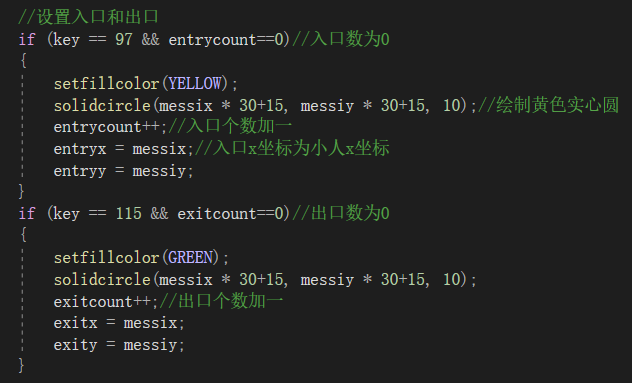 //设置入口和出口
if (key == 97 && entrycount==0)//入口数为0
{
setfillcolor(YELLOW);
solidcircle(messix * 30+15, messiy * 30+15, 10);//绘制黄色实心圆
entrycount++;//入口个数加一
entryx = messix;//入口x坐标为小人x坐标
entryy = messiy;
}
if (key == 115 && exitcount==0)//出口数为0
{
setfillcolor(GREEN);
solidcircle(messix * 30+15, messiy * 30+15, 10);
exitcount++;//出口个数加一
exitx = messix;
exity = messiy;
}